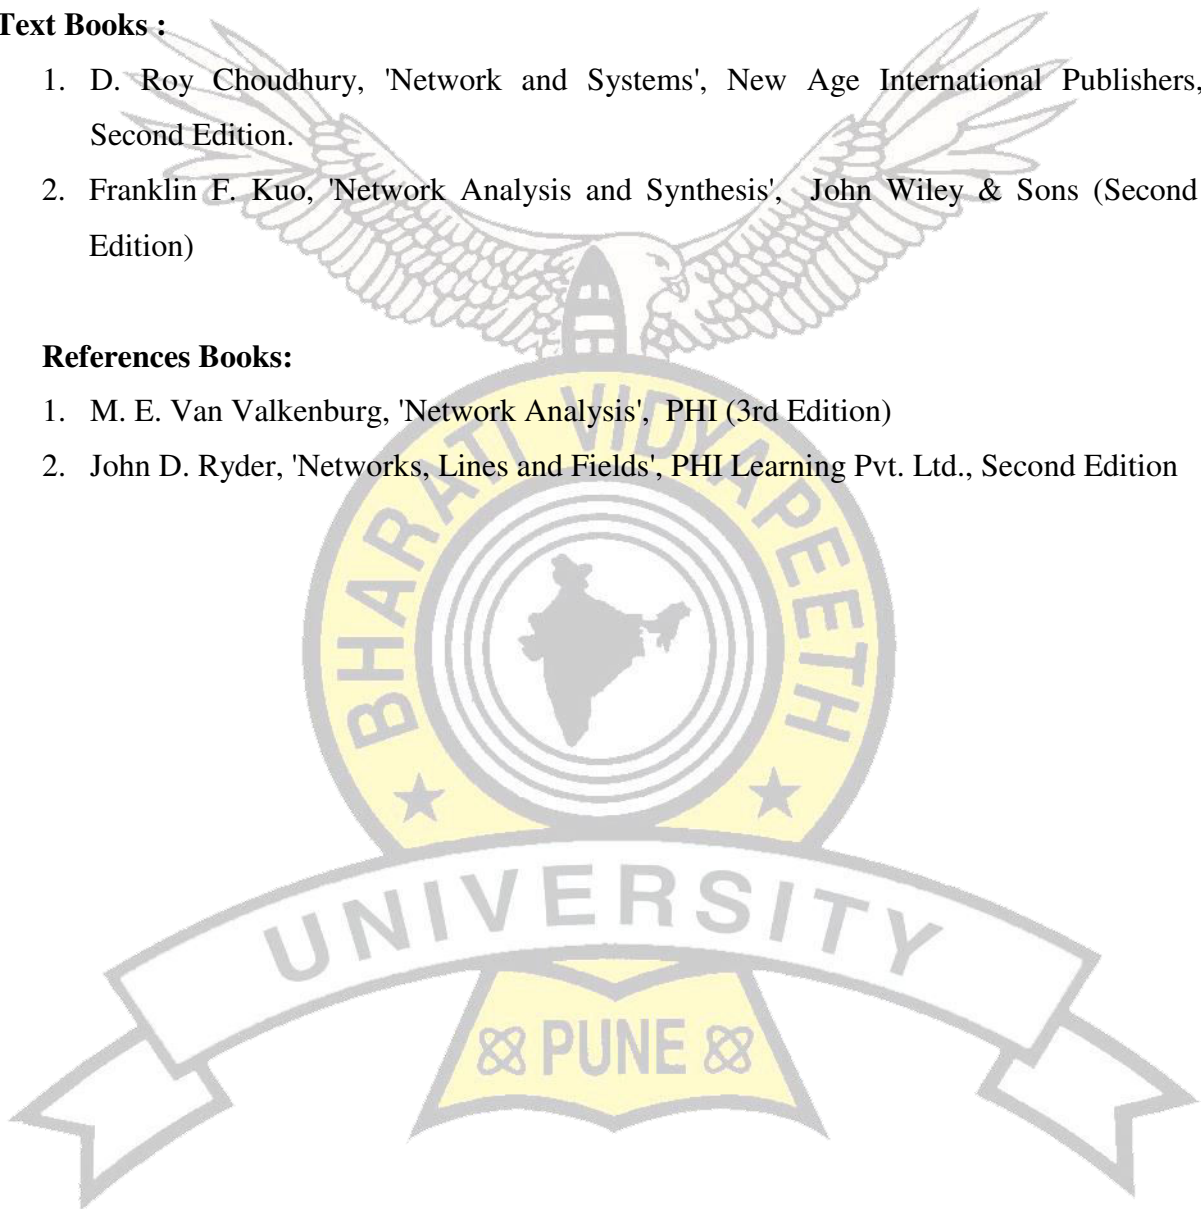 Text Books :
1. D. Roy Choudhury, 'Network and Systems', New Age International Publishers,
Second Edition.
2. Franklin F. Kuo, 'Network Analysis and Synthesis', John Wiley & Sons (Second
Edition)
References Books:
1. M. E. Van Valkenburg, 'Network Analysis', PHI (3rd Edition)
2. John D. Ryder, 'Networks, Lines and Fields', PHI Learning Pvt. Ltd., Second Edition
BHARATI VIDYAPEETH
UNIVERSITY
PUNE